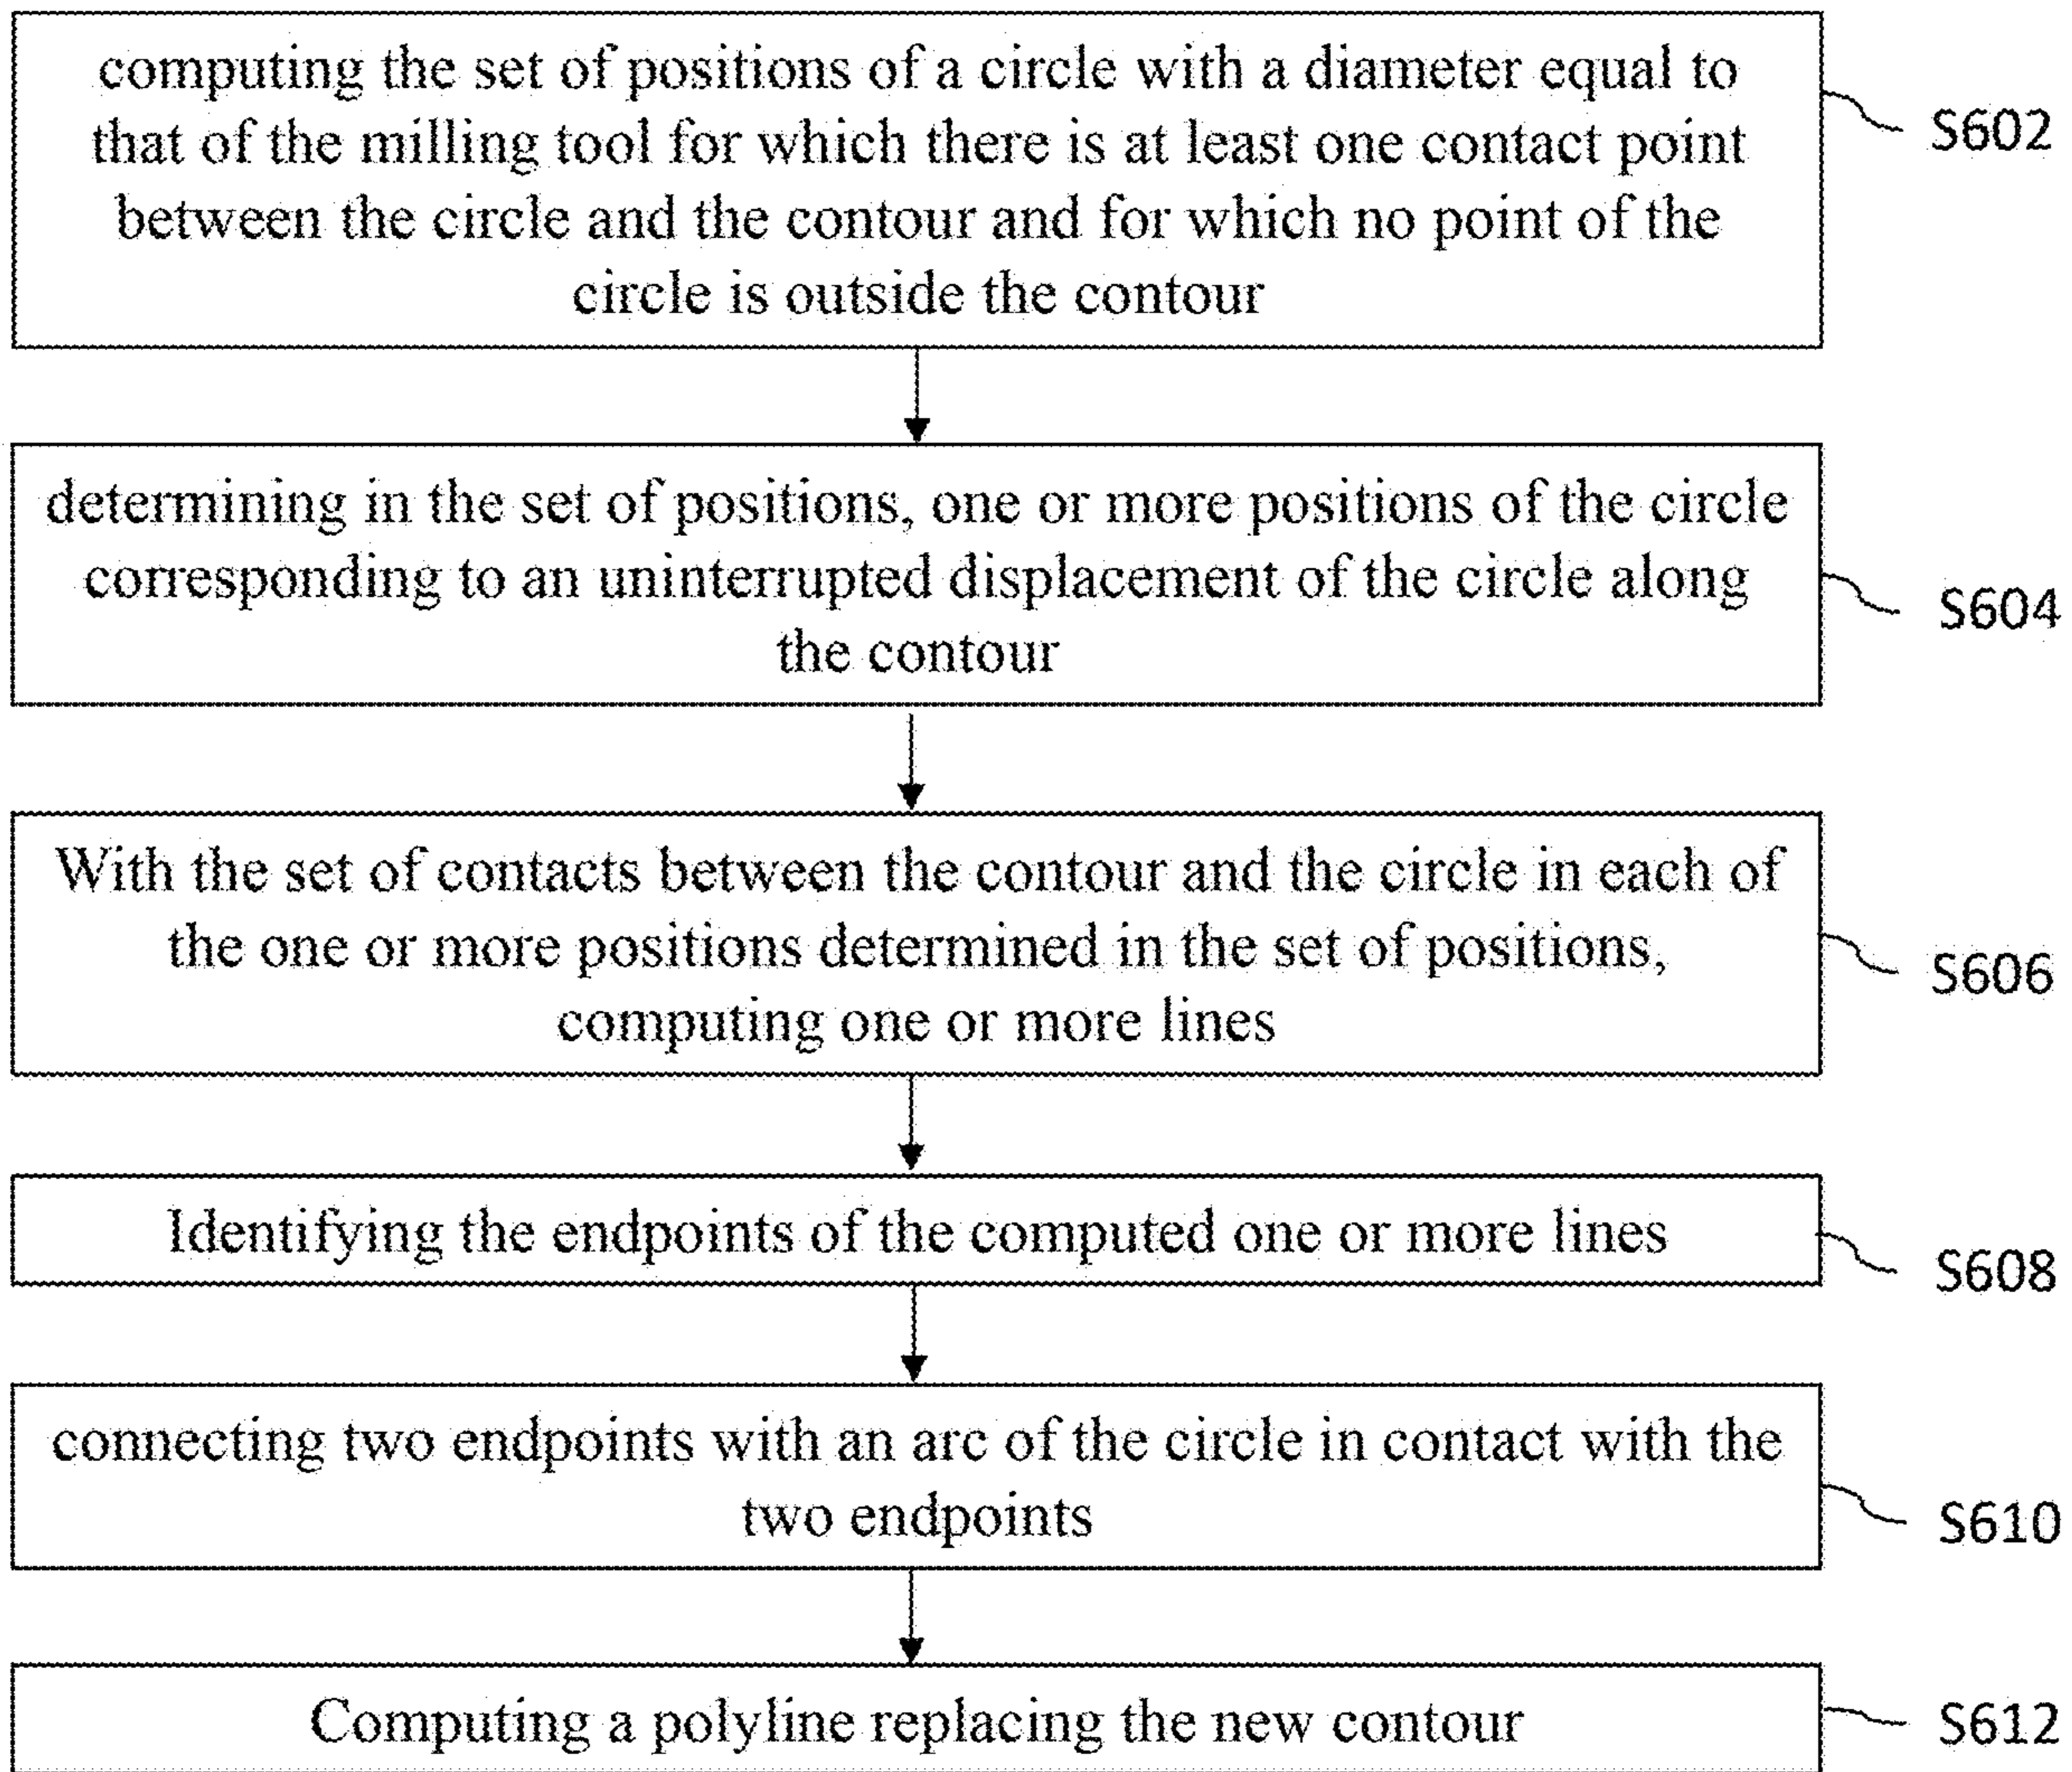 computing the set of positions of a circle with a diameter equal to
that of the milling tool for which there is at least one contact point
between the circle and the contour and for which no point of the
circle is outside the contour
S602
determining in the set of positions, one or more positions of the circle
corresponding to an uninterrupted displacement of the circle along
the contour
S604
With the set of contacts between the contour and the circle in each of
the one or more positions determined in the set of positions,
computing one or more lines
S606
Identifying the endpoints of the computed one or more lines
S608
connecting two endpoints with an arc of the circle in contact with the
two endpoints
S610
Computing a polyline replacing the new contour
S612